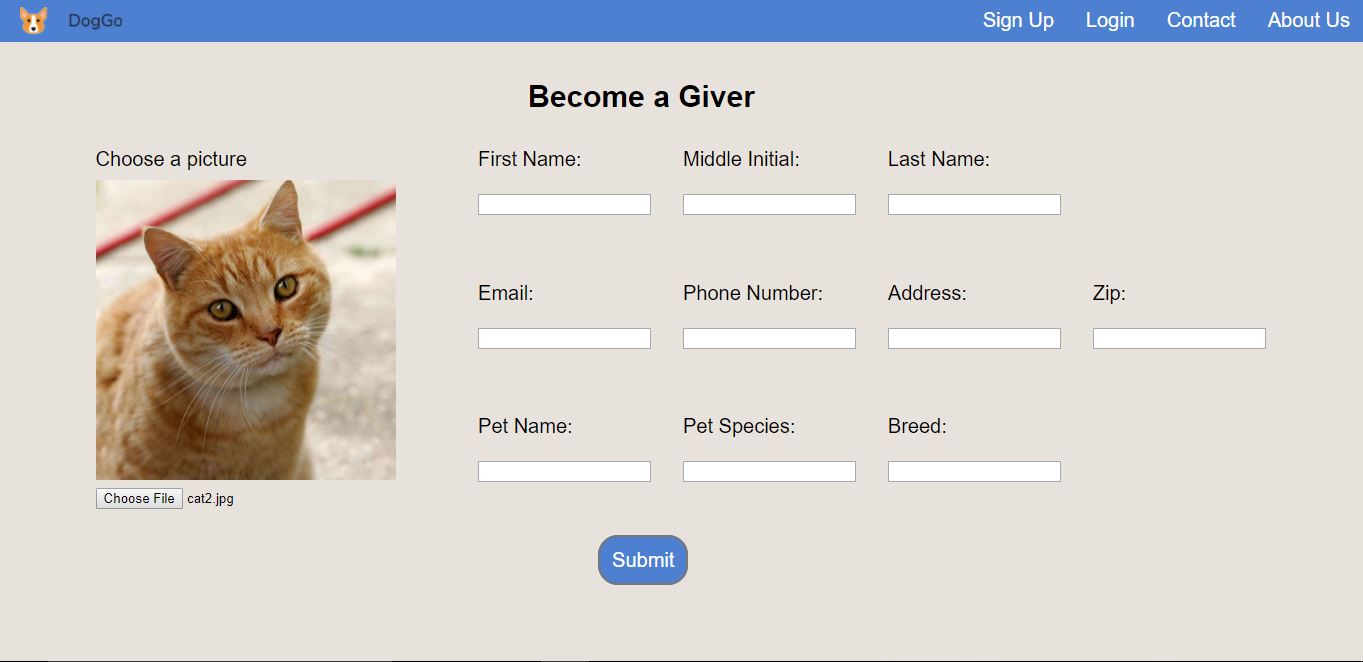 DogGo
Sign Up Login Contact About Us
Become a Giver
Choose a picture
Choose File cat2.jpg
First Name: Middle Initial: Last Name:
Email: Phone Number: Address: Zip:
Pet Name: Pet Species: Breed:
Submit